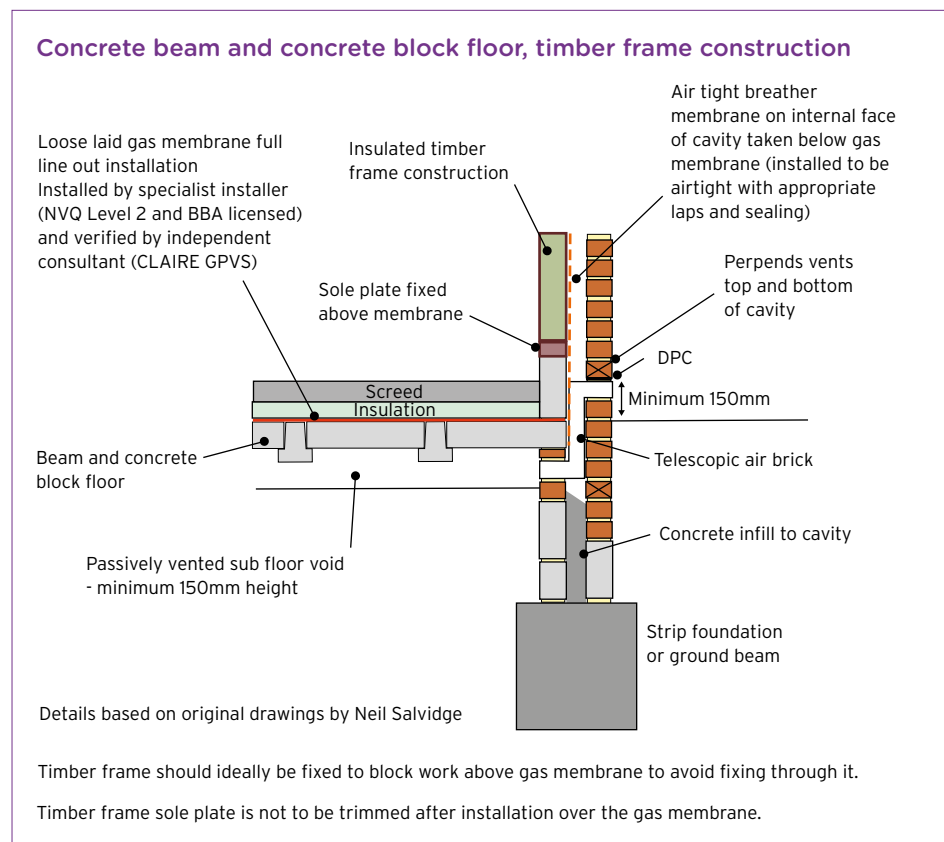 Concrete beam and concrete block floor, timber frame construction
Loose laid gas membrane full
line out installation
Installed by specialist installer
(NVQ Level 2 and BBA licensed)
and verified by independent
consultant (CLAIRE GPVS)
Insulated timber
frame construction
Air tight breather
membrane on internal face
of cavity taken below gas
membrane (installed to be
airtight with appropriate
laps and sealing)
Sole plate fixed
above membrane
Perpends vents
top and bottom
of cavity
DPC
Screed
Insulation
Minimum 150mm
Beam and concrete
block floor
Telescopic air brick
Passively vented sub floor void
- minimum 150mm height
Concrete infill to cavity
Strip foundation
or ground beam
Details based on original drawings by Neil Salvidge
Timber frame should ideally be fixed to block work above gas membrane to avoid fixing through it.
Timber frame sole plate is not to be trimmed after installation over the gas membrane.